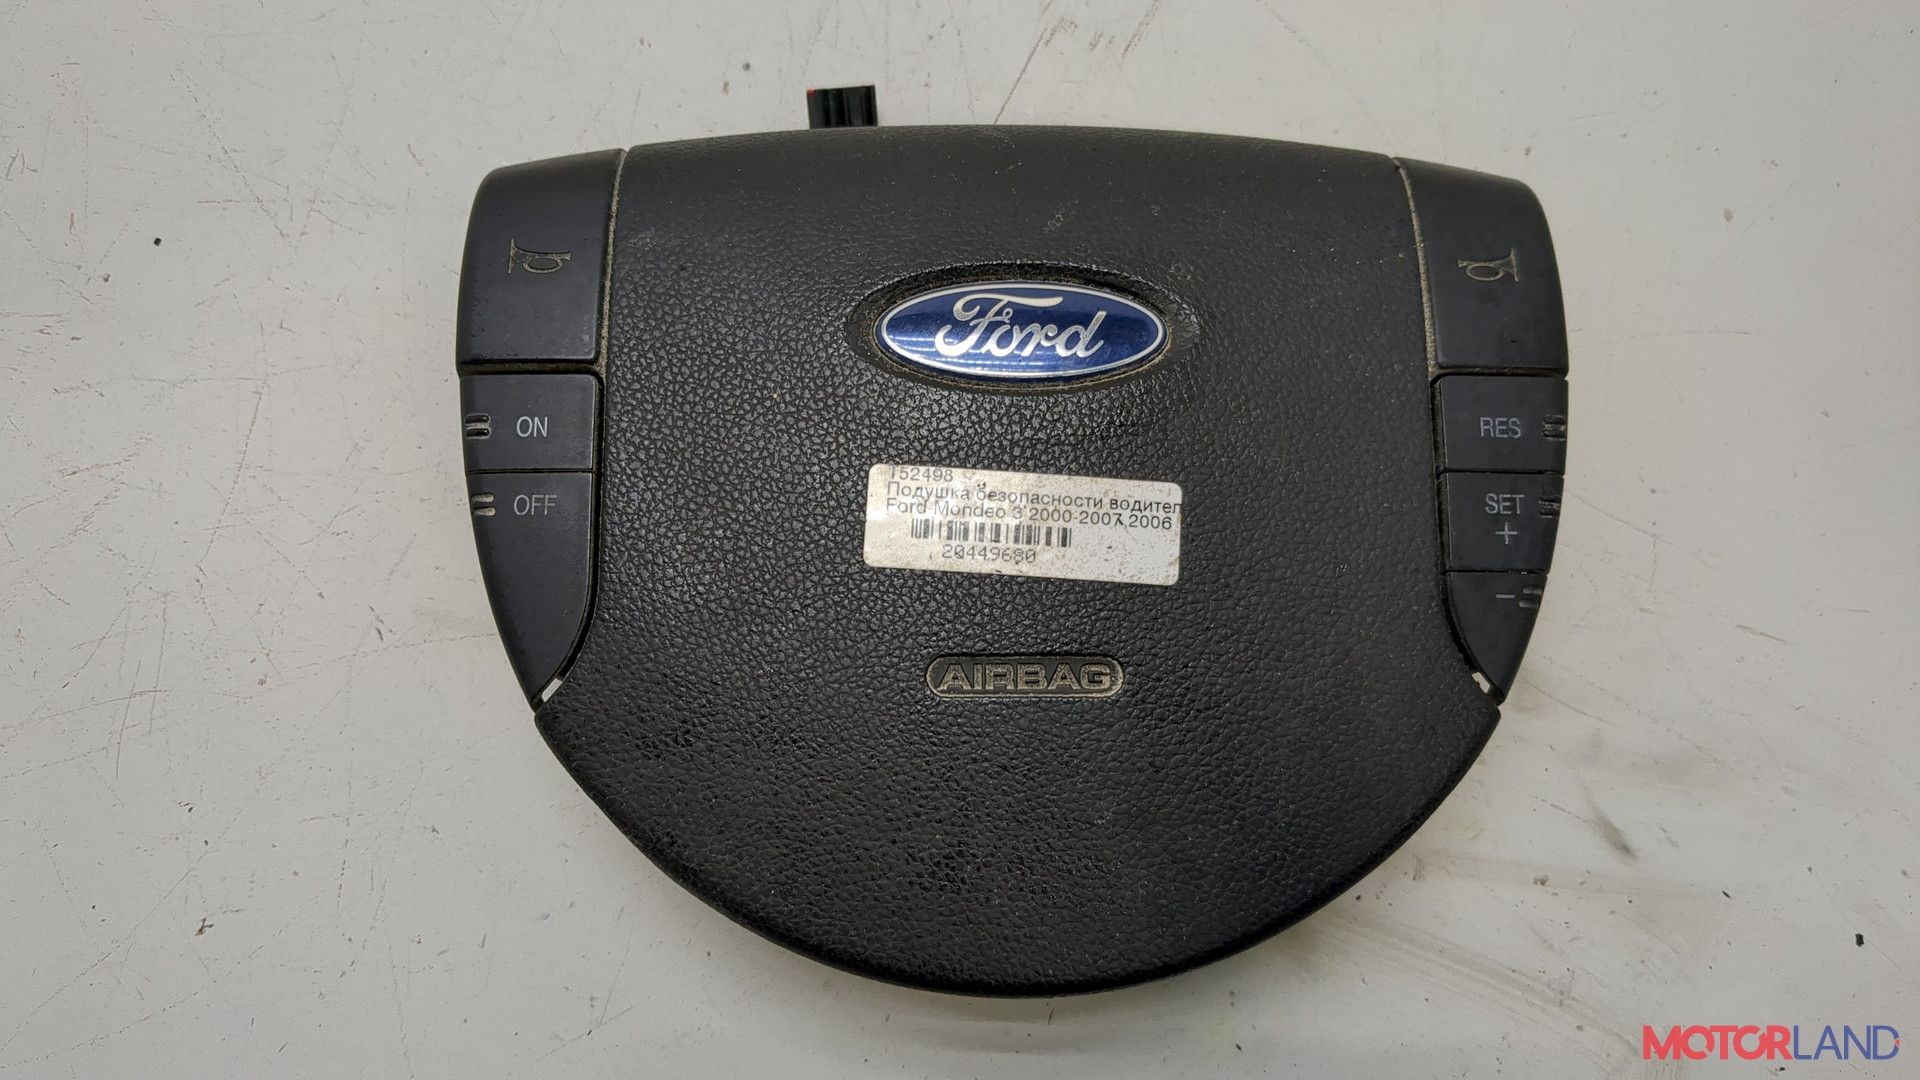 Ford
ON
OFF
RES
SET
+
-
152498
Подушка безопасности водител
Ford Mondeo 3 2000-2007 2006
20449680
AIRBAG
MOTORLAND